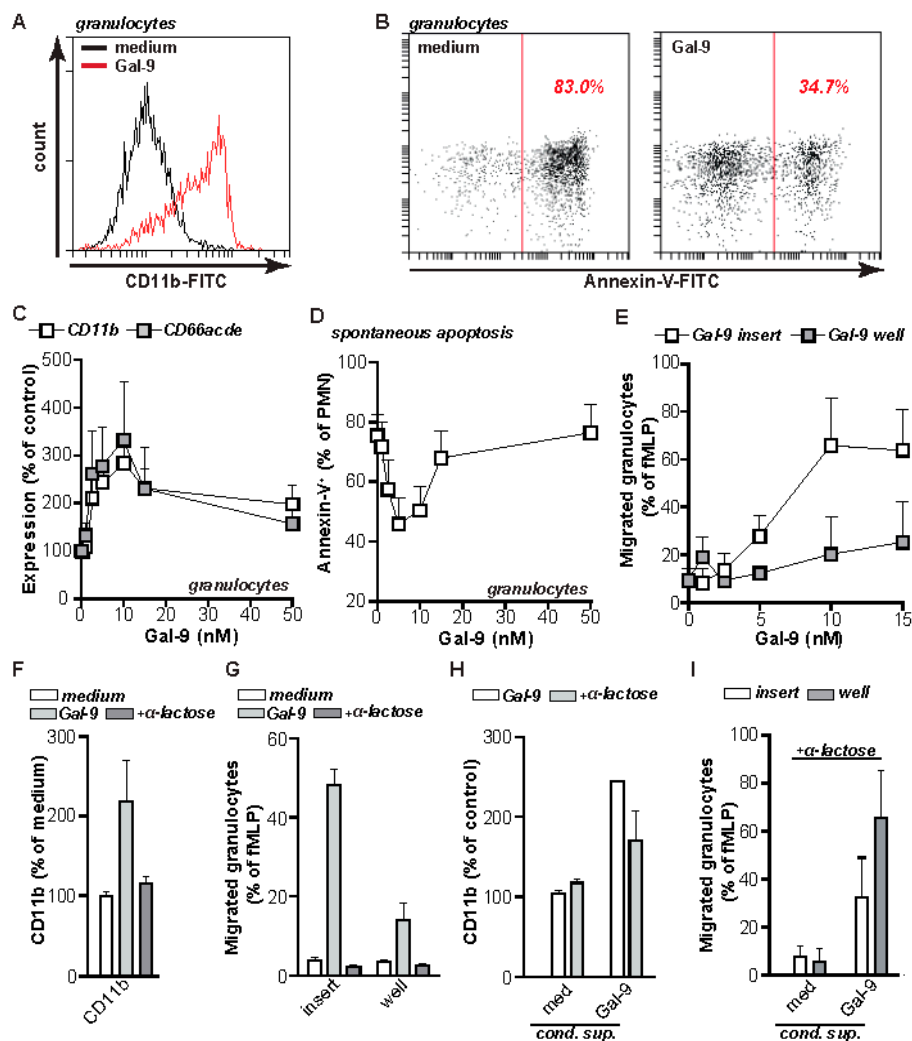 A
granulocytes
medium
Gal-9
count
CD11b-FITC
B
granulocytes
medium
83.0%
Gal-9
34.7%
Annexin-V-FITC
C
CD11b
CD66acde
Expression (% of control)
500
400
300
200
100
0
granulocytes
0 10 20 30 40 50
Gal-9 (nM)
D
spontaneous apoptosis
Annexin-V+ (% of PMN)
100
80
60
40
20
granulocytes
0 10 20 30 40 50
Gal-9 (nM)
E
Gal-9 insert
Gal-9 well
Migrated granulocytes
(% of fMLP)
100
80
60
40
20
0
0 5 10 15
Gal-9 (nM)
F
medium
Gal-9
+α-lactose
CD11b (% of medium)
300
200
100
0
CD11b
G
medium
Gal-9
+α-lactose
Migrated granulocytes
(% of fMLP)
60
40
20
0
insert
well
H
Gal-9
+α-lactose
CD11b (% of control)
300
200
100
0
med
Gal-9
cond. sup.
I
insert
well
+α-lactose
Migrated granulocytes
(% of fMLP)
100
80
60
40
20
0
med
Gal-9
cond. sup.